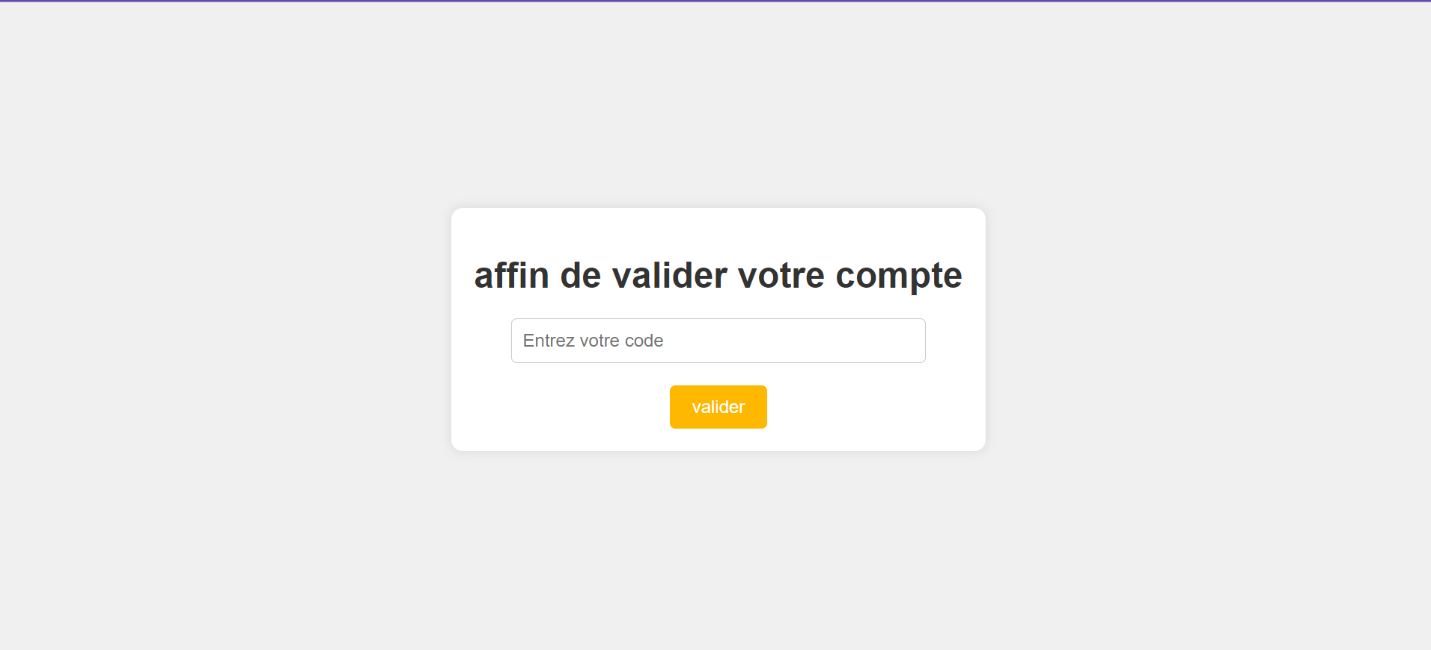 affin de valider votre compte
Entrez votre code
valider